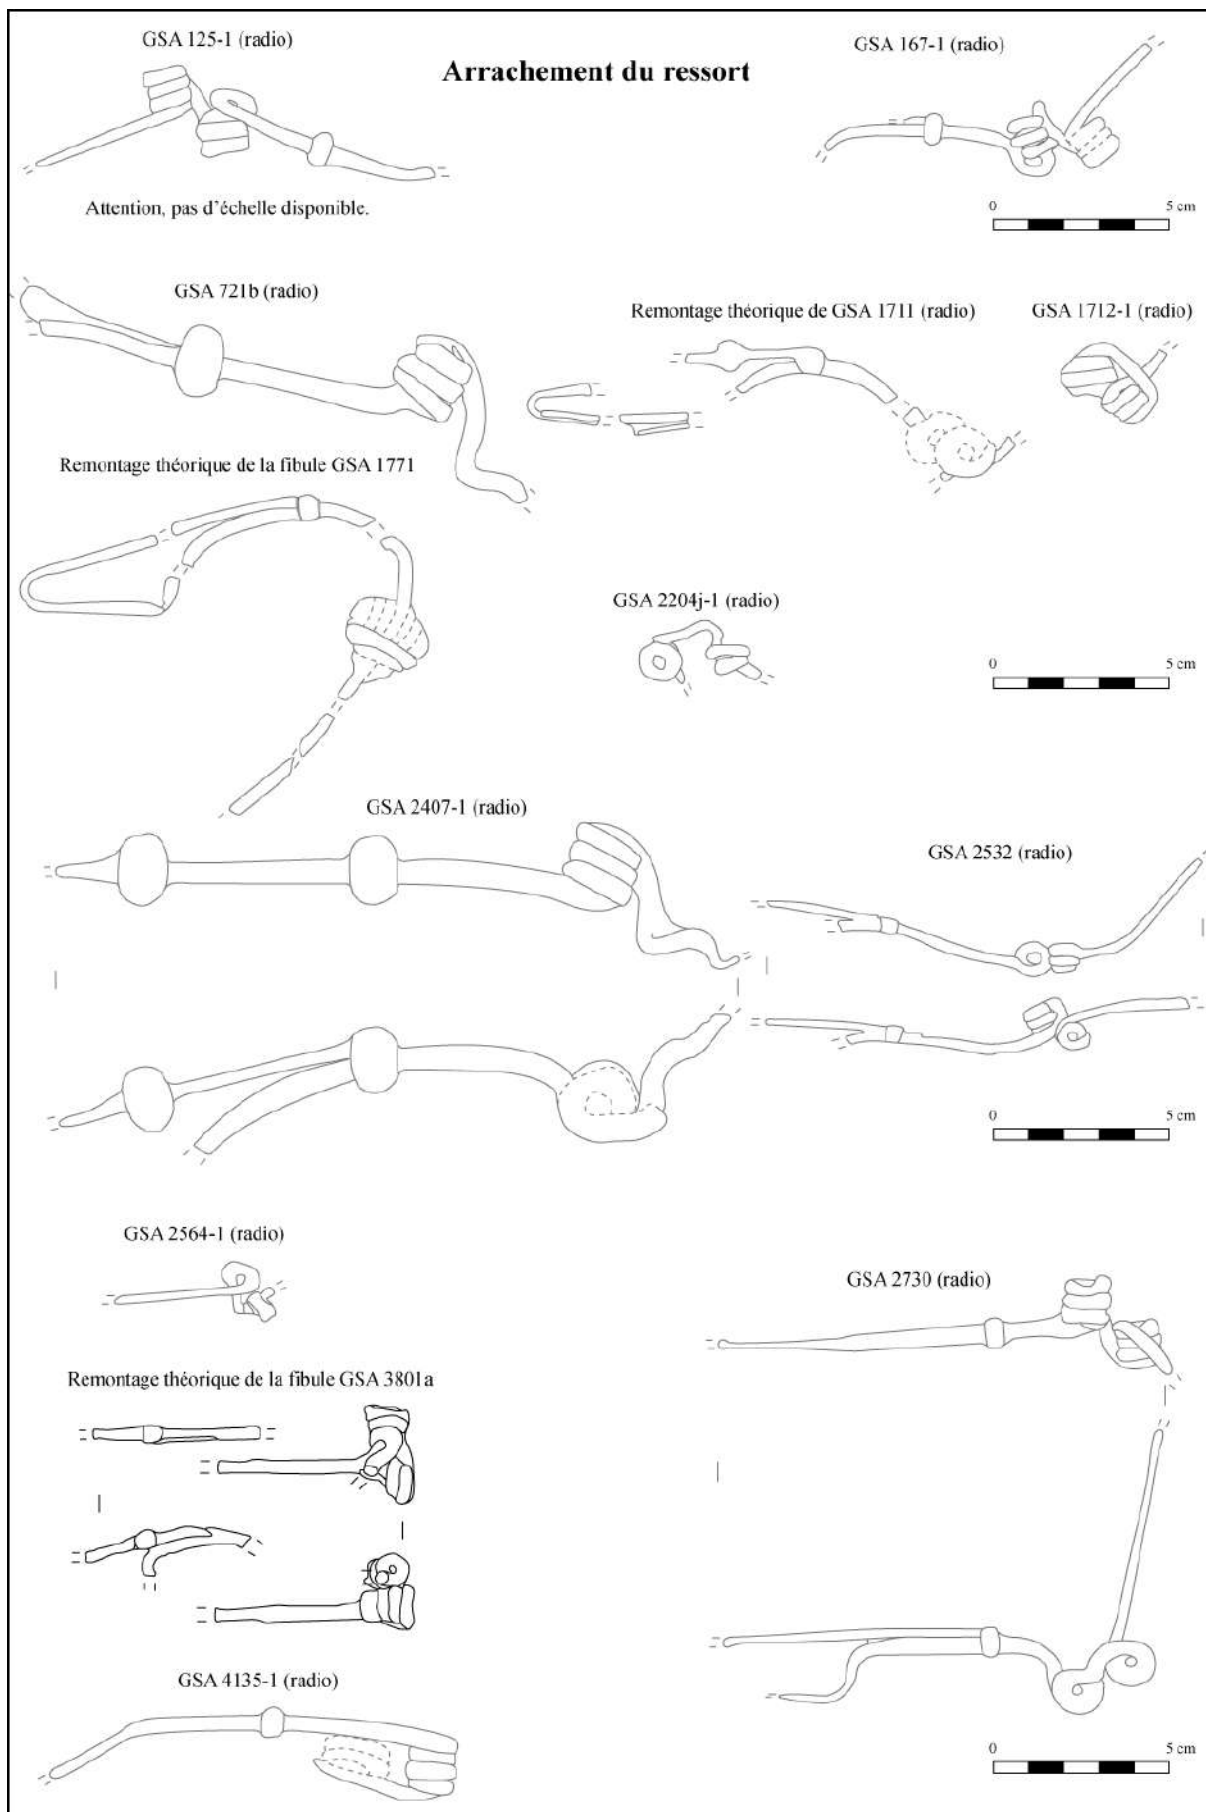 GSA 125-1 (radio)
Arrachement du ressort
GSA 167-1 (radio)
Attention, pas d'échelle disponible.
0 5 cm
GSA 721b (radio)
Remontage théorique de GSA 1711 (radio)
GSA 1712-1 (radio)
Remontage théorique de la fibule GSA 1771
GSA 2204j-1 (radio)
0 5 cm
GSA 2407-1 (radio)
GSA 2532 (radio)
0 5 cm
GSA 2564-1 (radio)
GSA 2730 (radio)
Remontage théorique de la fibule GSA 3801a
GSA 4135-1 (radio)
0 5 cm